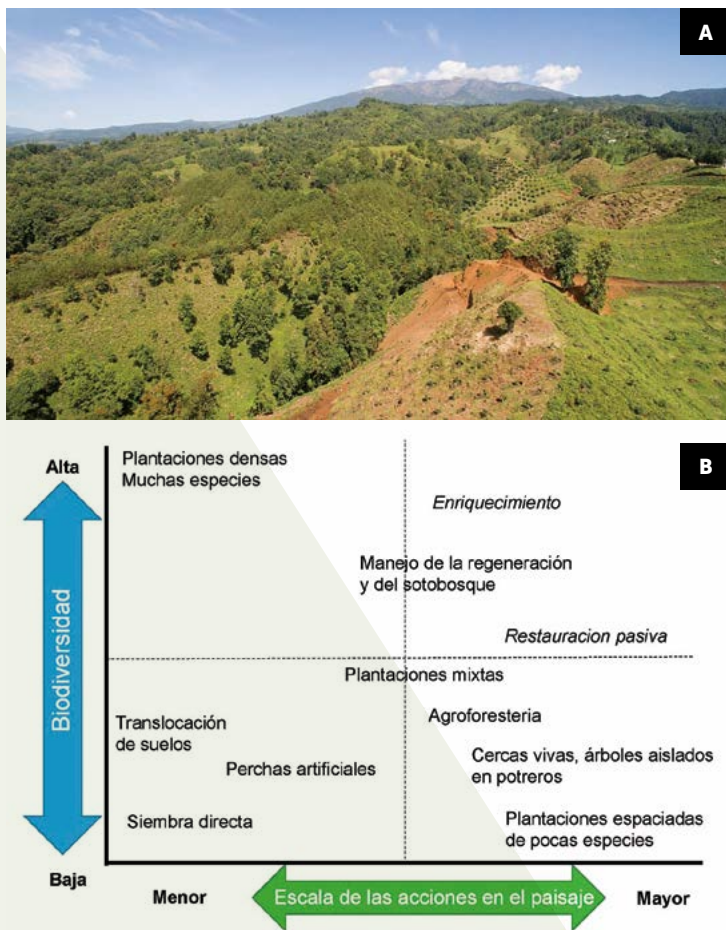 A
B
Alta
Plantaciones densas
Muchas especies
Enriquecimiento
Manejo de la regeneración
y del sotobosque
Restauracion pasiva
Biodiversidad
Plantaciones mixtas
Translocación
de suelos
Agroforesteria
Perchas artificiales
Cercas vivas, árboles aislados
en potreros
Siembra directa
Plantaciones espaciadas
de pocas especies
Baja
Menor
Escala de las acciones en el paisaje
Mayor